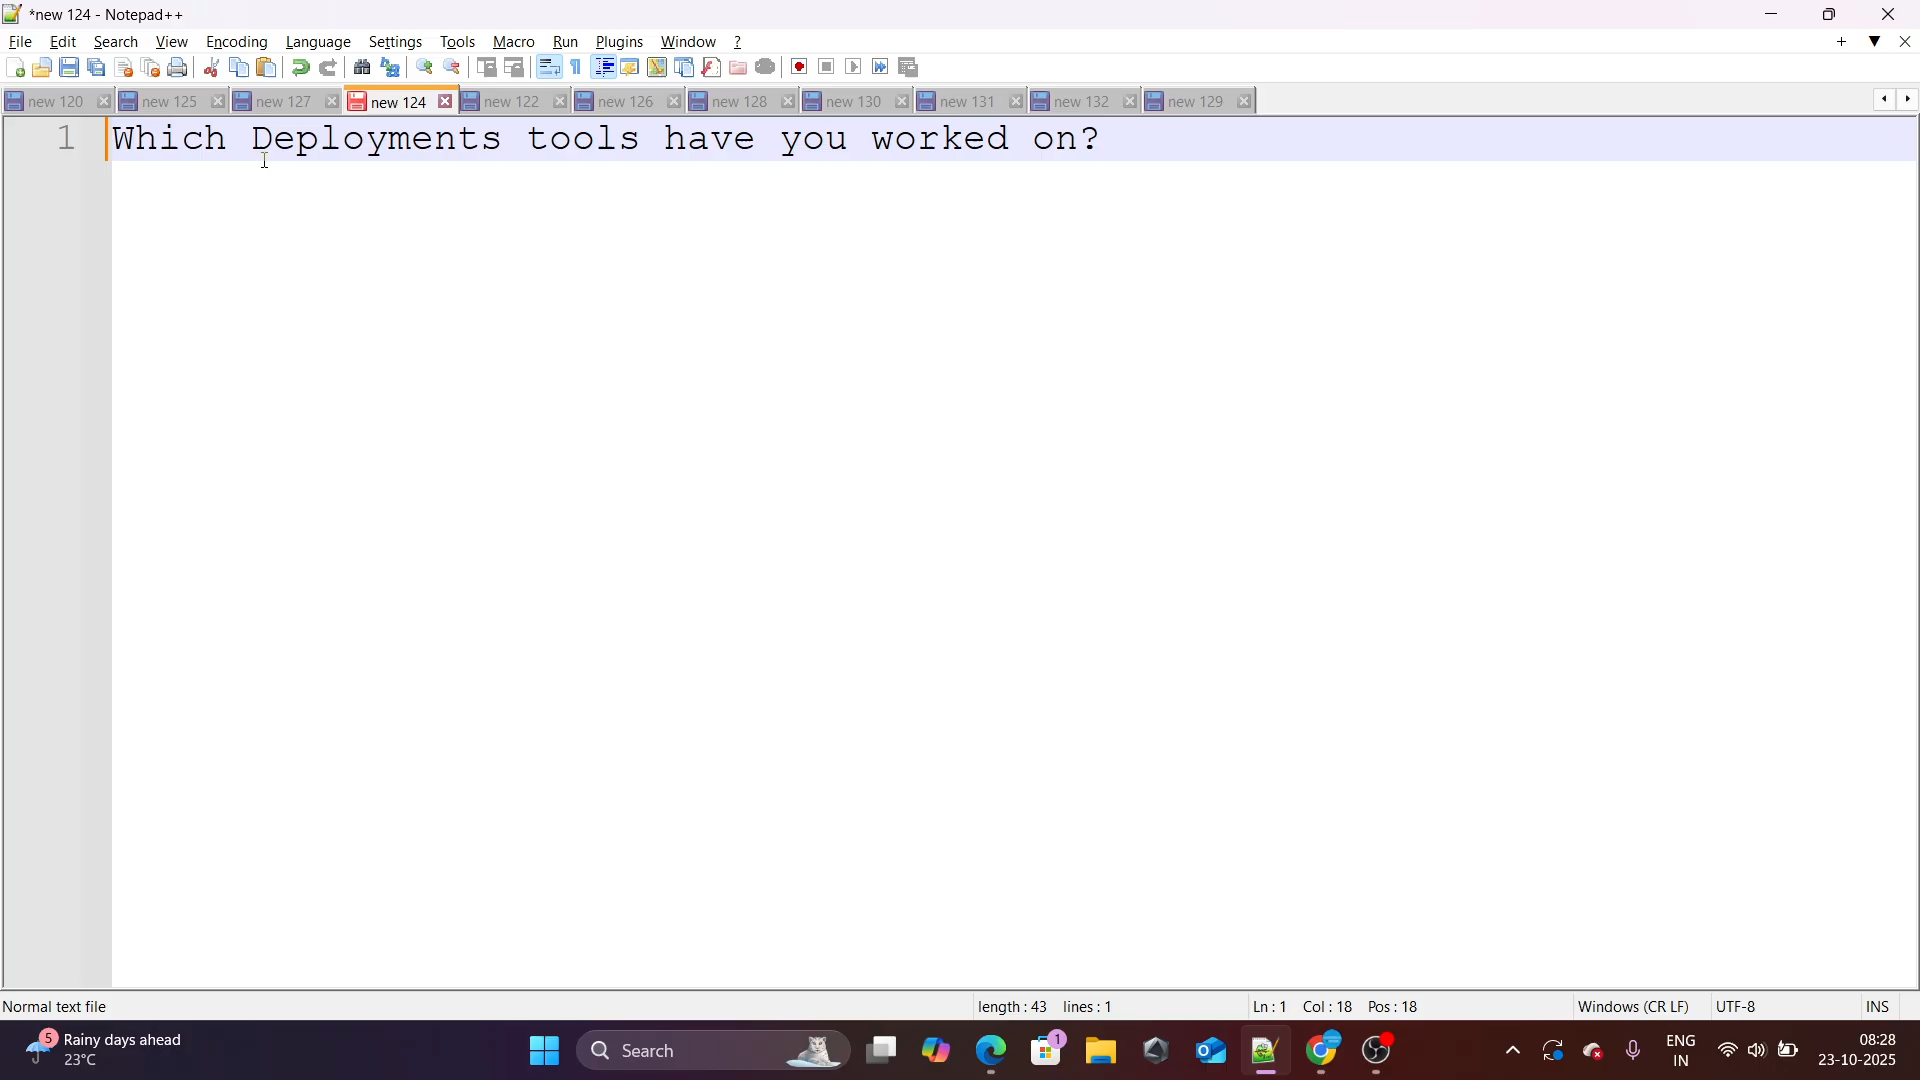 *new 124 - Notepad++
File Edit Search View Encoding Language Settings Tools Macro Run Plugins Window ?
new 120 new 125 new 127 new 124 new 122 new 126 new 128 new 130 new 131 new 132 new 129
1 Which Deployments tools have you worked on?
Normal text file length : 43 lines : 1 Ln : 1 Col : 18 Pos : 18 Windows (CR LF) UTF-8 INS
5 Rainy days ahead
23°C
Search
1
ENG
IN
08:28
23-10-2025